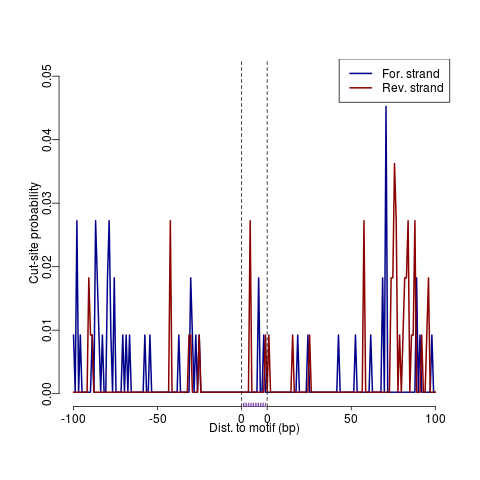 For. strand
Rev. strand
Cut-site probability
0.05
0.04
0.03
0.02
0.01
0.00
-100 -50 0 0 50 100
Dist. to motif (bp)